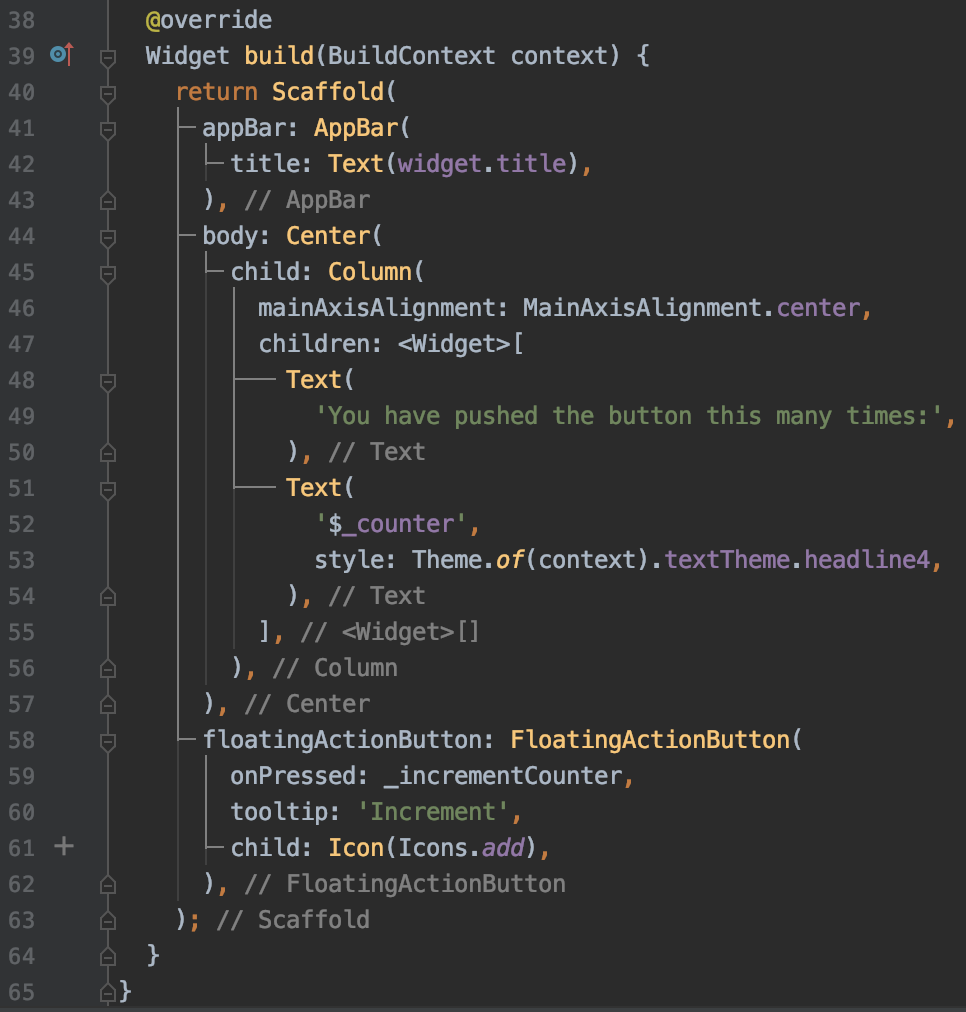 38 @override
39 Widget build(BuildContext context) {
40 return Scaffold(
41 appBar: AppBar(
42 title: Text(widget.title),
43 ), // AppBar
44 body: Center(
45 child: Column(
46 mainAxisAlignment: MainAxisAlignment.center,
47 children: <Widget>[
48 Text(
49 'You have pushed the button this many times:',
50 ), // Text
51 Text(
52 '$_counter',
53 style: Theme.of(context).textTheme.headline4,
54 ), // Text
55 ], // <Widget>[]
56 ), // Column
57 ), // Center
58 floatingActionButton: FloatingActionButton(
59 onPressed: _incrementCounter,
60 tooltip: 'Increment',
61 child: Icon(Icons.add),
62 ), // FloatingActionButton
63 ); // Scaffold
64 }
65 }